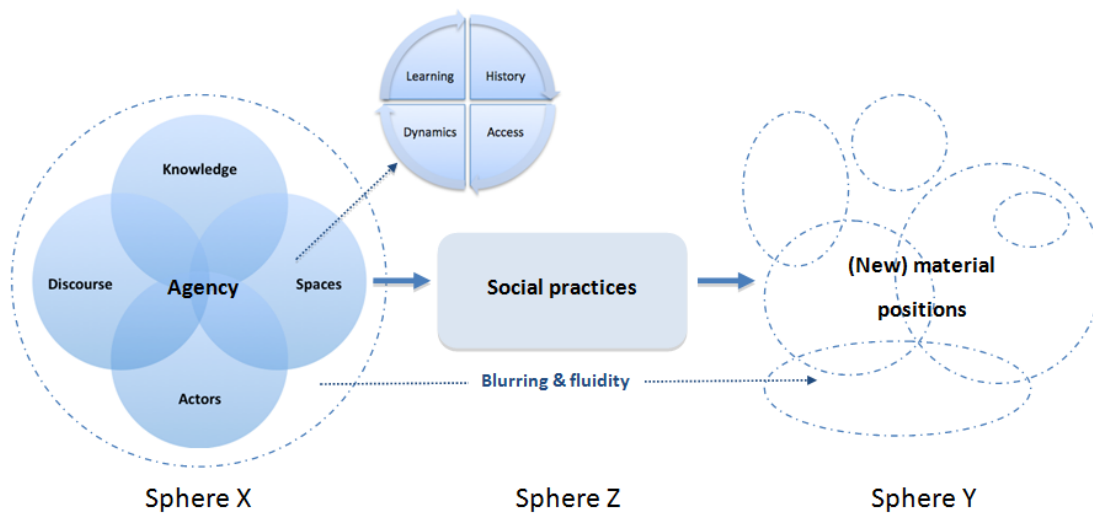 Learning
History
Dynamics
Access
Knowledge
Discourse
Agency
Spaces
Actors
Social practices
(New) material
positions
Blurring & fluidity
Sphere X
Sphere Z
Sphere Y